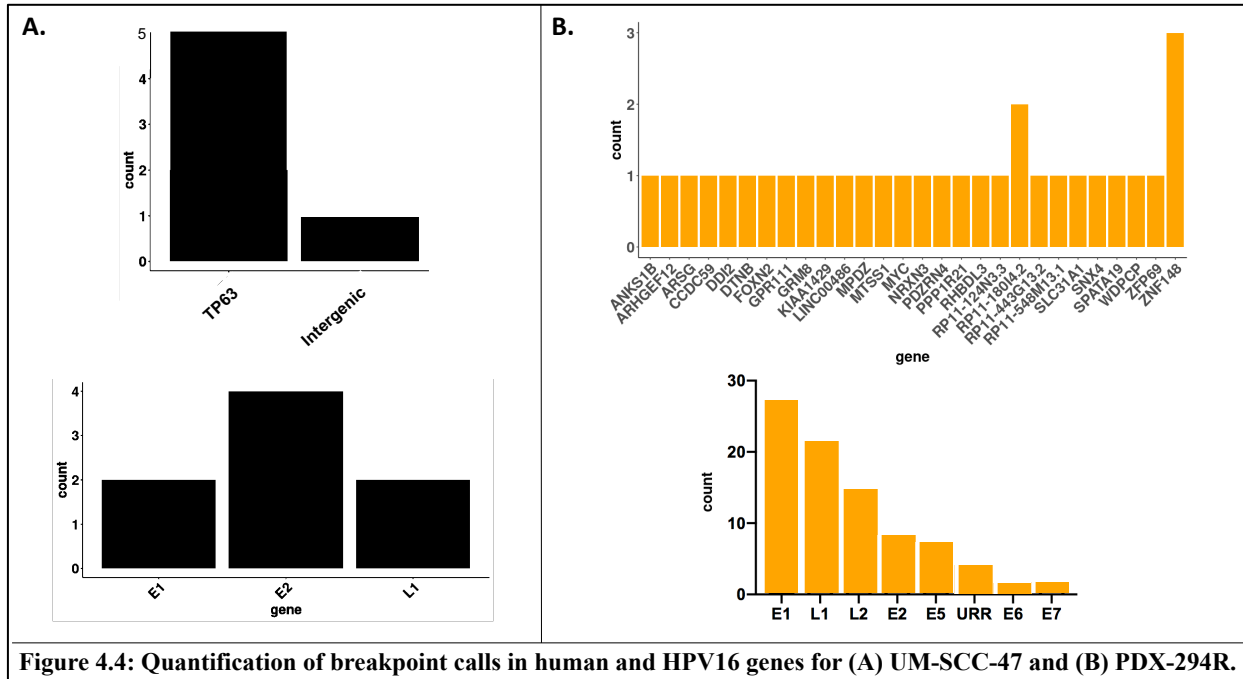 A.
5
4
3
2
1
0
count
TP63
Intergenic
4
3
2
1
0
count
E1
E2
L1
gene
B.
3
2
1
0
count
ANKS1B
ARHGEF12
ARSG
CCDC59
DDI2
DTNB
FOXN2
GPR111
GRM8
KIAA1429
LINC00486
MPDZ
MTSS1
MYC
NRXN3
PDZRN4
PPP1R21
RHBDL3
RP11-124N3.3
RP11-180I4.2
RP11-443G13.2
RP11-548M13.1
SLC31A1
SNX4
SPATA19
WDPCP
ZFP69
ZNF148
gene
30
20
10
0
count
E1 L1 L2 E2 E5 URR E6 E7
Figure 4.4: Quantification of breakpoint calls in human and HPV16 genes for (A) UM-SCC-47 and (B) PDX-294R.